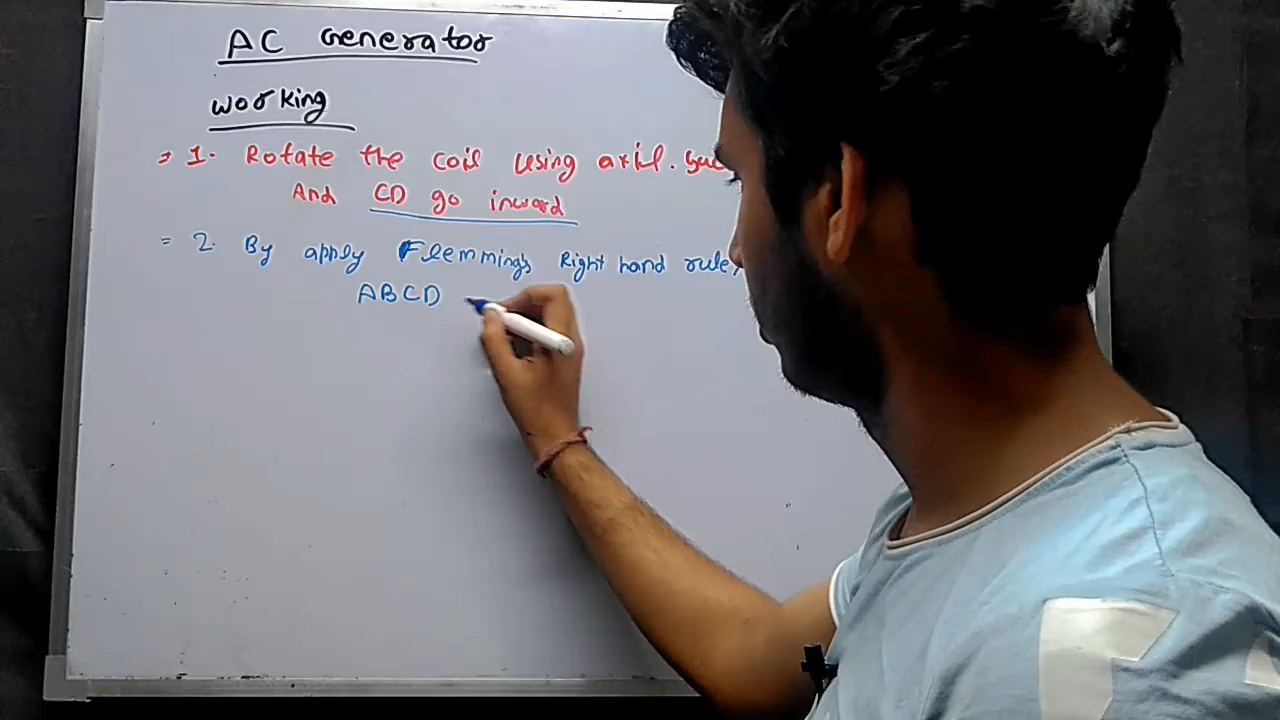 AC Generator
working
⇒ 1. Rotate the coil using axil.
And CD go inward
= 2. By apply Flemming's Right hand rule,
ABCD